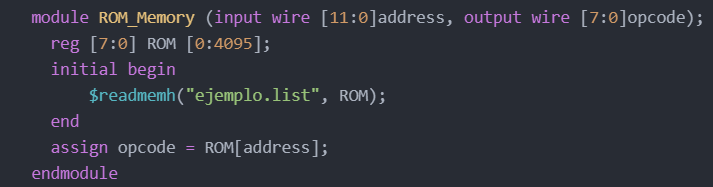 module ROM_Memory (input wire [11:0]address, output wire [7:0]opcode);
reg [7:0] ROM [0:4095];
initial begin
$readmemh("ejemplo.list", ROM);
end
assign opcode = ROM[address];
endmodule